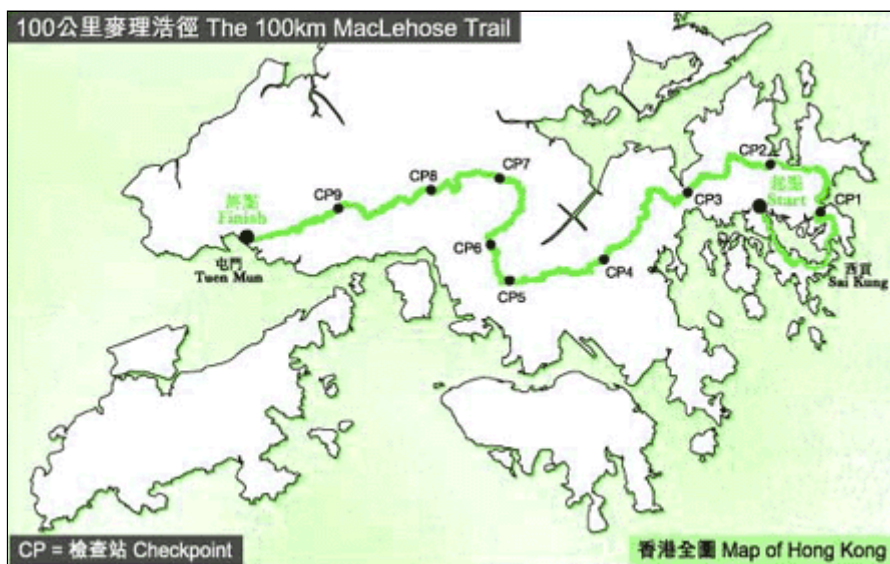 100公里麥理浩徑 The 100km MacLehose Trail
CP2
起點
Start
CP7
CP8
CP1
CP3
CP9
終點
Finish
CP6
CP4
屯門
Tuen Mun
西貢
Sai Kung
CP5
CP = 檢查站 Checkpoint
香港全圖 Map of Hong Kong